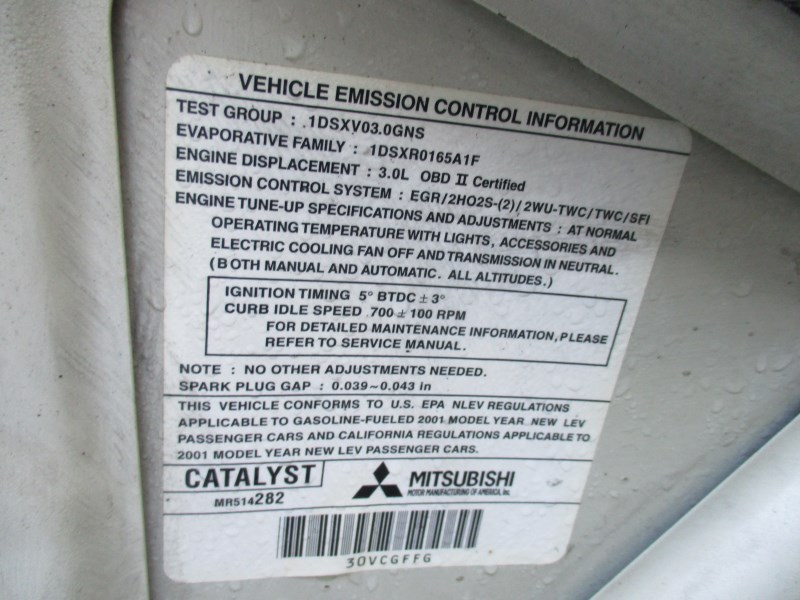 VEHICLE EMISSION CONTROL INFORMATION
TEST GROUP : 1DSXV03.0GNS
EVAPORATIVE FAMILY : 1DSXR0165A1F
ENGINE DISPLACEMENT : 3.0L OBD II Certified
EMISSION CONTROL SYSTEM : EGR/2HO2S-(2)/2WU-TWC/TWC/SFI
ENGINE TUNE-UP SPECIFICATIONS AND ADJUSTMENTS : AT NORMAL
OPERATING TEMPERATURE WITH LIGHTS, ACCESSORIES AND
ELECTRIC COOLING FAN OFF AND TRANSMISSION IN NEUTRAL.
(BOTH MANUAL AND AUTOMATIC. ALL ALTITUDES.)
IGNITION TIMING 5° BTDC ± 3°
CURB IDLE SPEED 700 ± 100 RPM
FOR DETAILED MAINTENANCE INFORMATION, PLEASE
REFER TO SERVICE MANUAL.
NOTE : NO OTHER ADJUSTMENTS NEEDED.
SPARK PLUG GAP : 0.039~0.043 in
THIS VEHICLE CONFORMS TO U.S. EPA NLEV REGULATIONS
APPLICABLE TO GASOLINE-FUELED 2001 MODEL YEAR NEW LEV
PASSENGER CARS AND CALIFORNIA REGULATIONS APPLICABLE TO
2001 MODEL YEAR NEW LEV PASSENGER CARS.
CATALYST
MR514282
MITSUBISHI
MOTOR MANUFACTURING OF AMERICA, Inc.
30VCGFFG